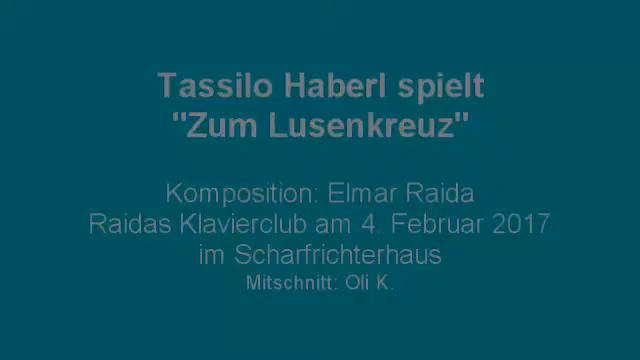 Tassilo Haberl spielt
"Zum Lusenkreuz"
Komposition: Elmar Raida
Raidas Klavierclub am 4. Februar 2017
im Scharfrichterhaus
Mitschnitt: Oli K.